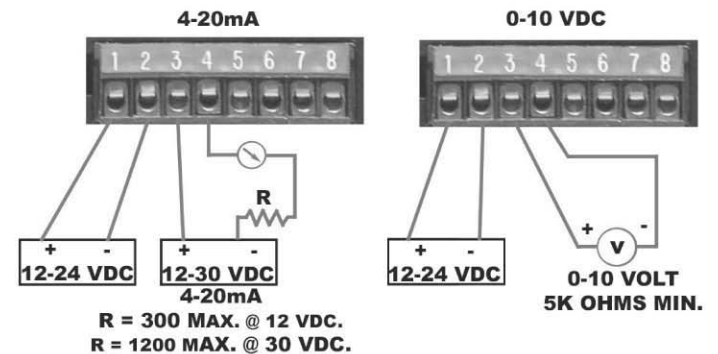 4-20mA
1 2 3 4 5 6 7 8
R
+ -
12-24 VDC
+ -
12-30 VDC
4-20mA
R = 300 MAX. @ 12 VDC.
R = 1200 MAX. @ 30 VDC.
0-10 VDC
1 2 3 4 5 6 7 8
+ -
12-24 VDC
+ -
V
0-10 VOLT
5K OHMS MIN.